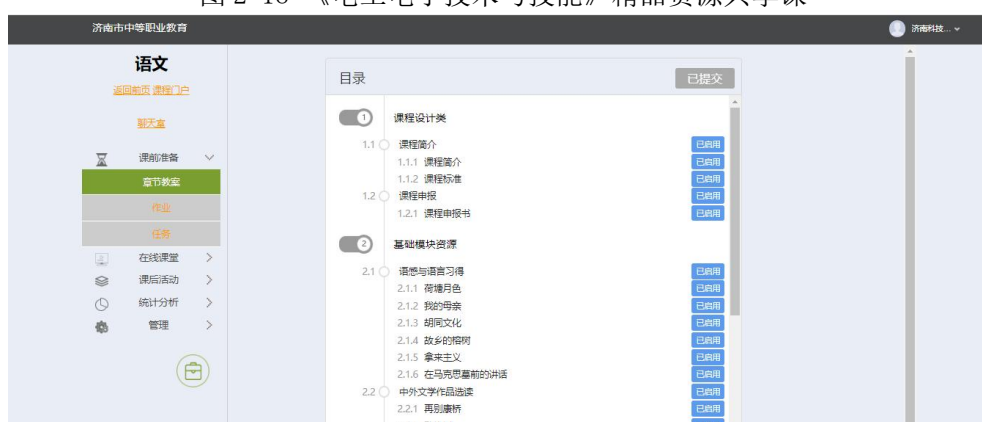 图 2-16 《电工电子技术与技能》精品资源共享课
济南市中等职业教育
济南科技...
语文
返回前页 课程门户
聊天室
课前准备
章节教室
作业
任务
在线课堂
课后活动
统计分析
管理
目录
已提交
1 课程设计类
1.1 课程简介 已启用
1.1.1 课程简介 已启用
1.1.2 课程标准 已启用
1.2 课程申报 已启用
1.2.1 课程申报书 已启用
2 基础模块资源
2.1 语感与语言习得 已启用
2.1.1 荷塘月色 已启用
2.1.2 我的母亲 已启用
2.1.3 胡同文化 已启用
2.1.4 故乡的榕树 已启用
2.1.5 拿来主义 已启用
2.1.6 在马克思墓前的讲话 已启用
2.2 中外文学作品选读 已启用
2.2.1 再别康桥 已启用